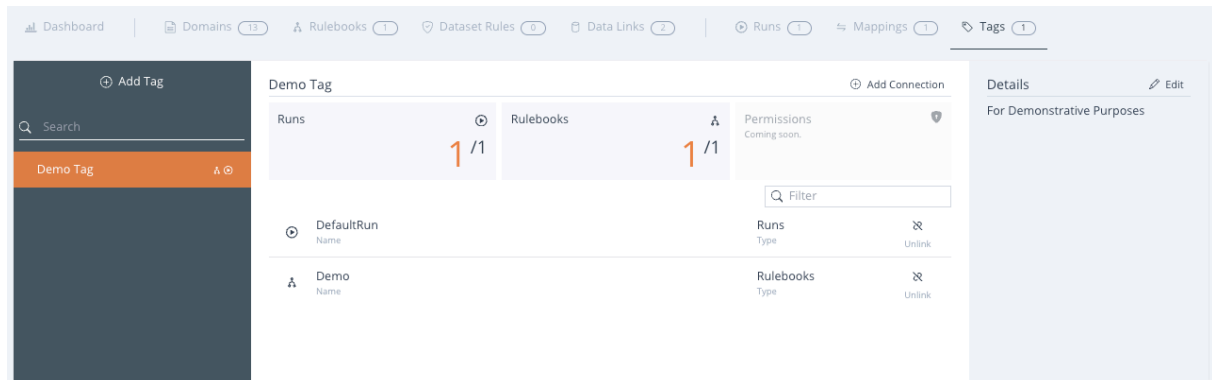 Dashboard Domains 13 Rulebooks 1 Dataset Rules 0 Data Links 2 Runs 1 Mappings 1 Tags 1
Add Tag
Search
Demo Tag
Demo Tag Add Connection
Runs
1 /1
Rulebooks
1 /1
Permissions
Coming soon.
Filter
DefaultRun Runs
Name Type Unlink
Demo Rulebooks
Name Type Unlink
Details Edit
For Demonstrative Purposes